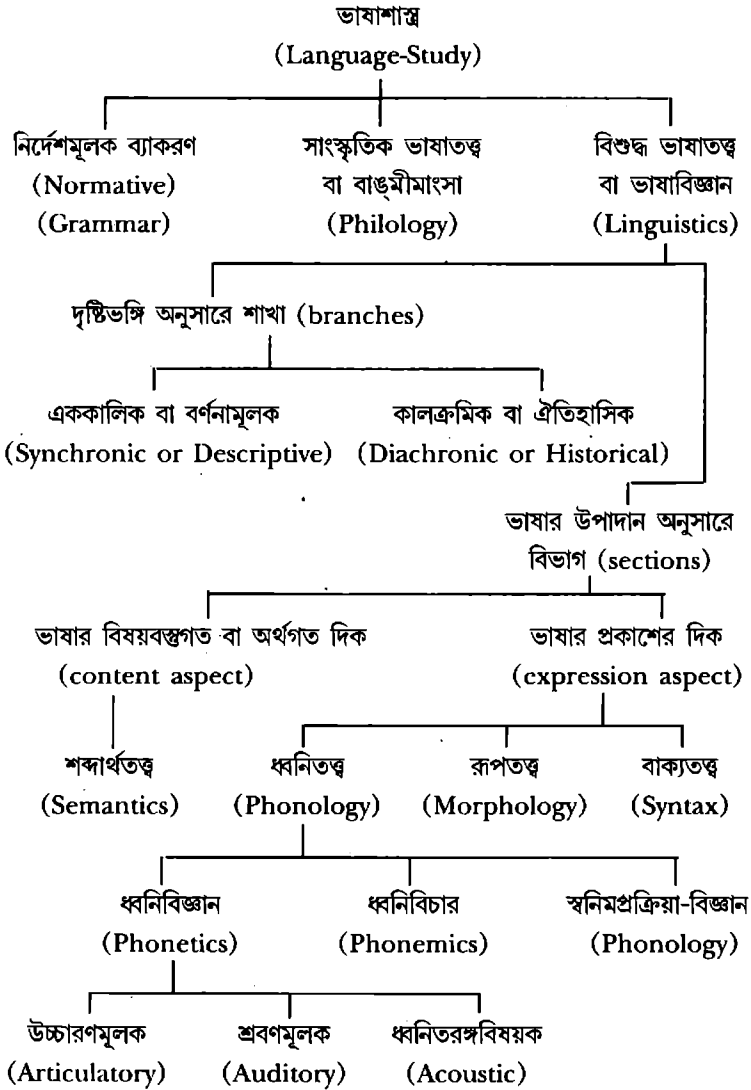 ভাষাশাস্ত্র
(Language-Study)
নির্দেশমূলক ব্যাকরণ
(Normative)
(Grammar)
সাংস্কৃতিক ভাষাতত্ত্ব
বা বাঙ্‌মীমাংসা
(Philology)
বিশুদ্ধ ভাষাতত্ত্ব
বা ভাষাবিজ্ঞান
(Linguistics)
দৃষ্টিভঙ্গি অনুসারে শাখা (branches)
এককালিক বা বর্ণনামূলক
(Synchronic or Descriptive)
কালক্রমিক বা ঐতিহাসিক
(Diachronic or Historical)
ভাষার উপাদান অনুসারে
বিভাগ (sections)
ভাষার বিষয়বস্তুগত বা অর্থগত দিক
(content aspect)
ভাষার প্রকাশের দিক
(expression aspect)
শব্দার্থতত্ত্ব
(Semantics)
ধ্বনিতত্ত্ব
(Phonology)
রূপতত্ত্ব
(Morphology)
বাক্যতত্ত্ব
(Syntax)
ধ্বনিবিজ্ঞান
(Phonetics)
ধ্বনিবিচার
(Phonemics)
স্বনিমপ্রক্রিয়া-বিজ্ঞান
(Phonology)
উচ্চারণমূলক
(Articulatory)
শ্রবণমূলক
(Auditory)
ধ্বনিতরঙ্গবিষয়ক
(Acoustic)